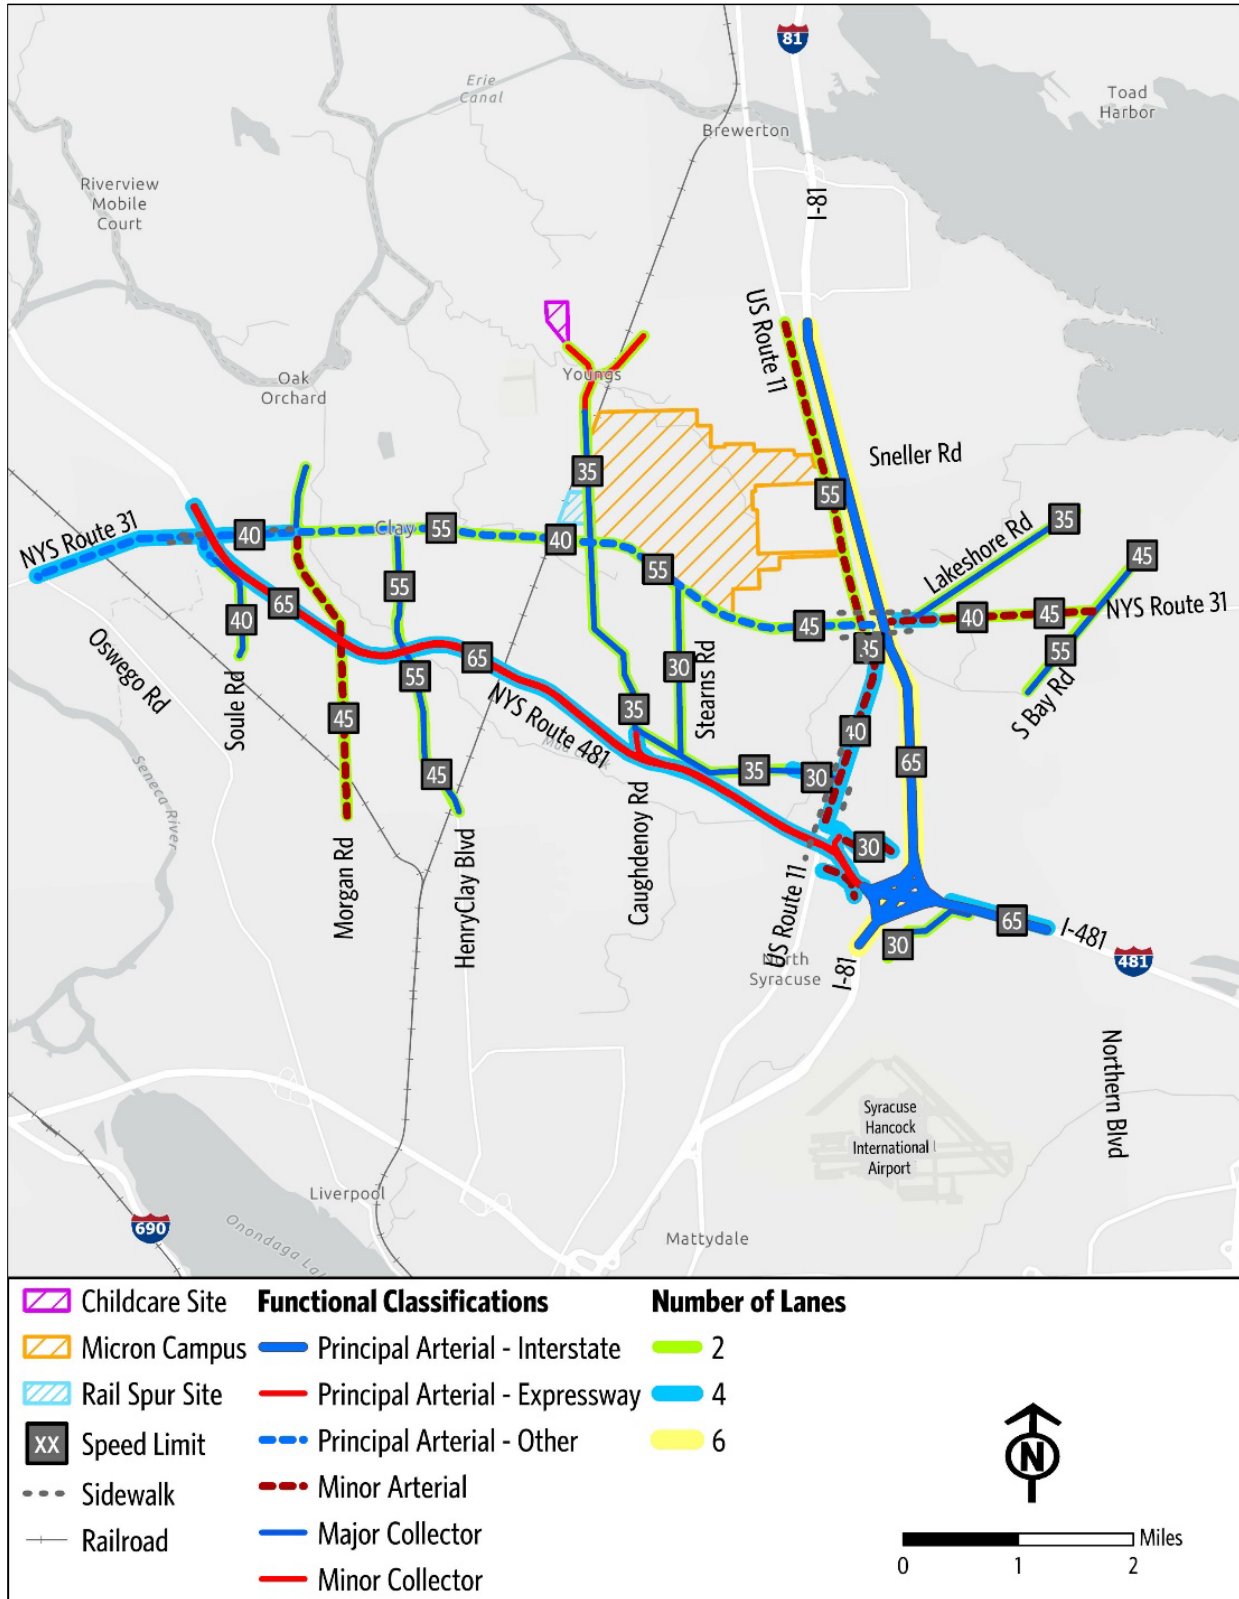 81
Toad
Harbor
Erie
Canal
Brewerton
Riverview
Mobile
Court
I-81
US Route 11
Youngs
Oak
Orchard
Sneller Rd
35
55
Lakeshore Rd
35
NYS Route 31
40
Clay
55
40
55
45
55
65
40
45
40
45
NYS Route 31
35
55
S Bay Rd
Oswego Rd
Soule Rd
65
55
30
Stearns Rd
NYS Route 481
45
35
40
65
Seneca River
45
35
30
Morgan Rd
HenryClay Blvd
Caughdenoy Rd
30
US Route 11
65
I-481
481
30
North
Syracuse
I-81
Northern Blvd
Syracuse
Hancock
International
Airport
Liverpool
690
Onondaga
Mattydale
Childcare Site
Micron Campus
Rail Spur Site
XX Speed Limit
Sidewalk
Railroad
Functional Classifications
Principal Arterial - Interstate
Principal Arterial - Expressway
Principal Arterial - Other
Minor Arterial
Major Collector
Minor Collector
Number of Lanes
2
4
6
N
Miles
0 1 2